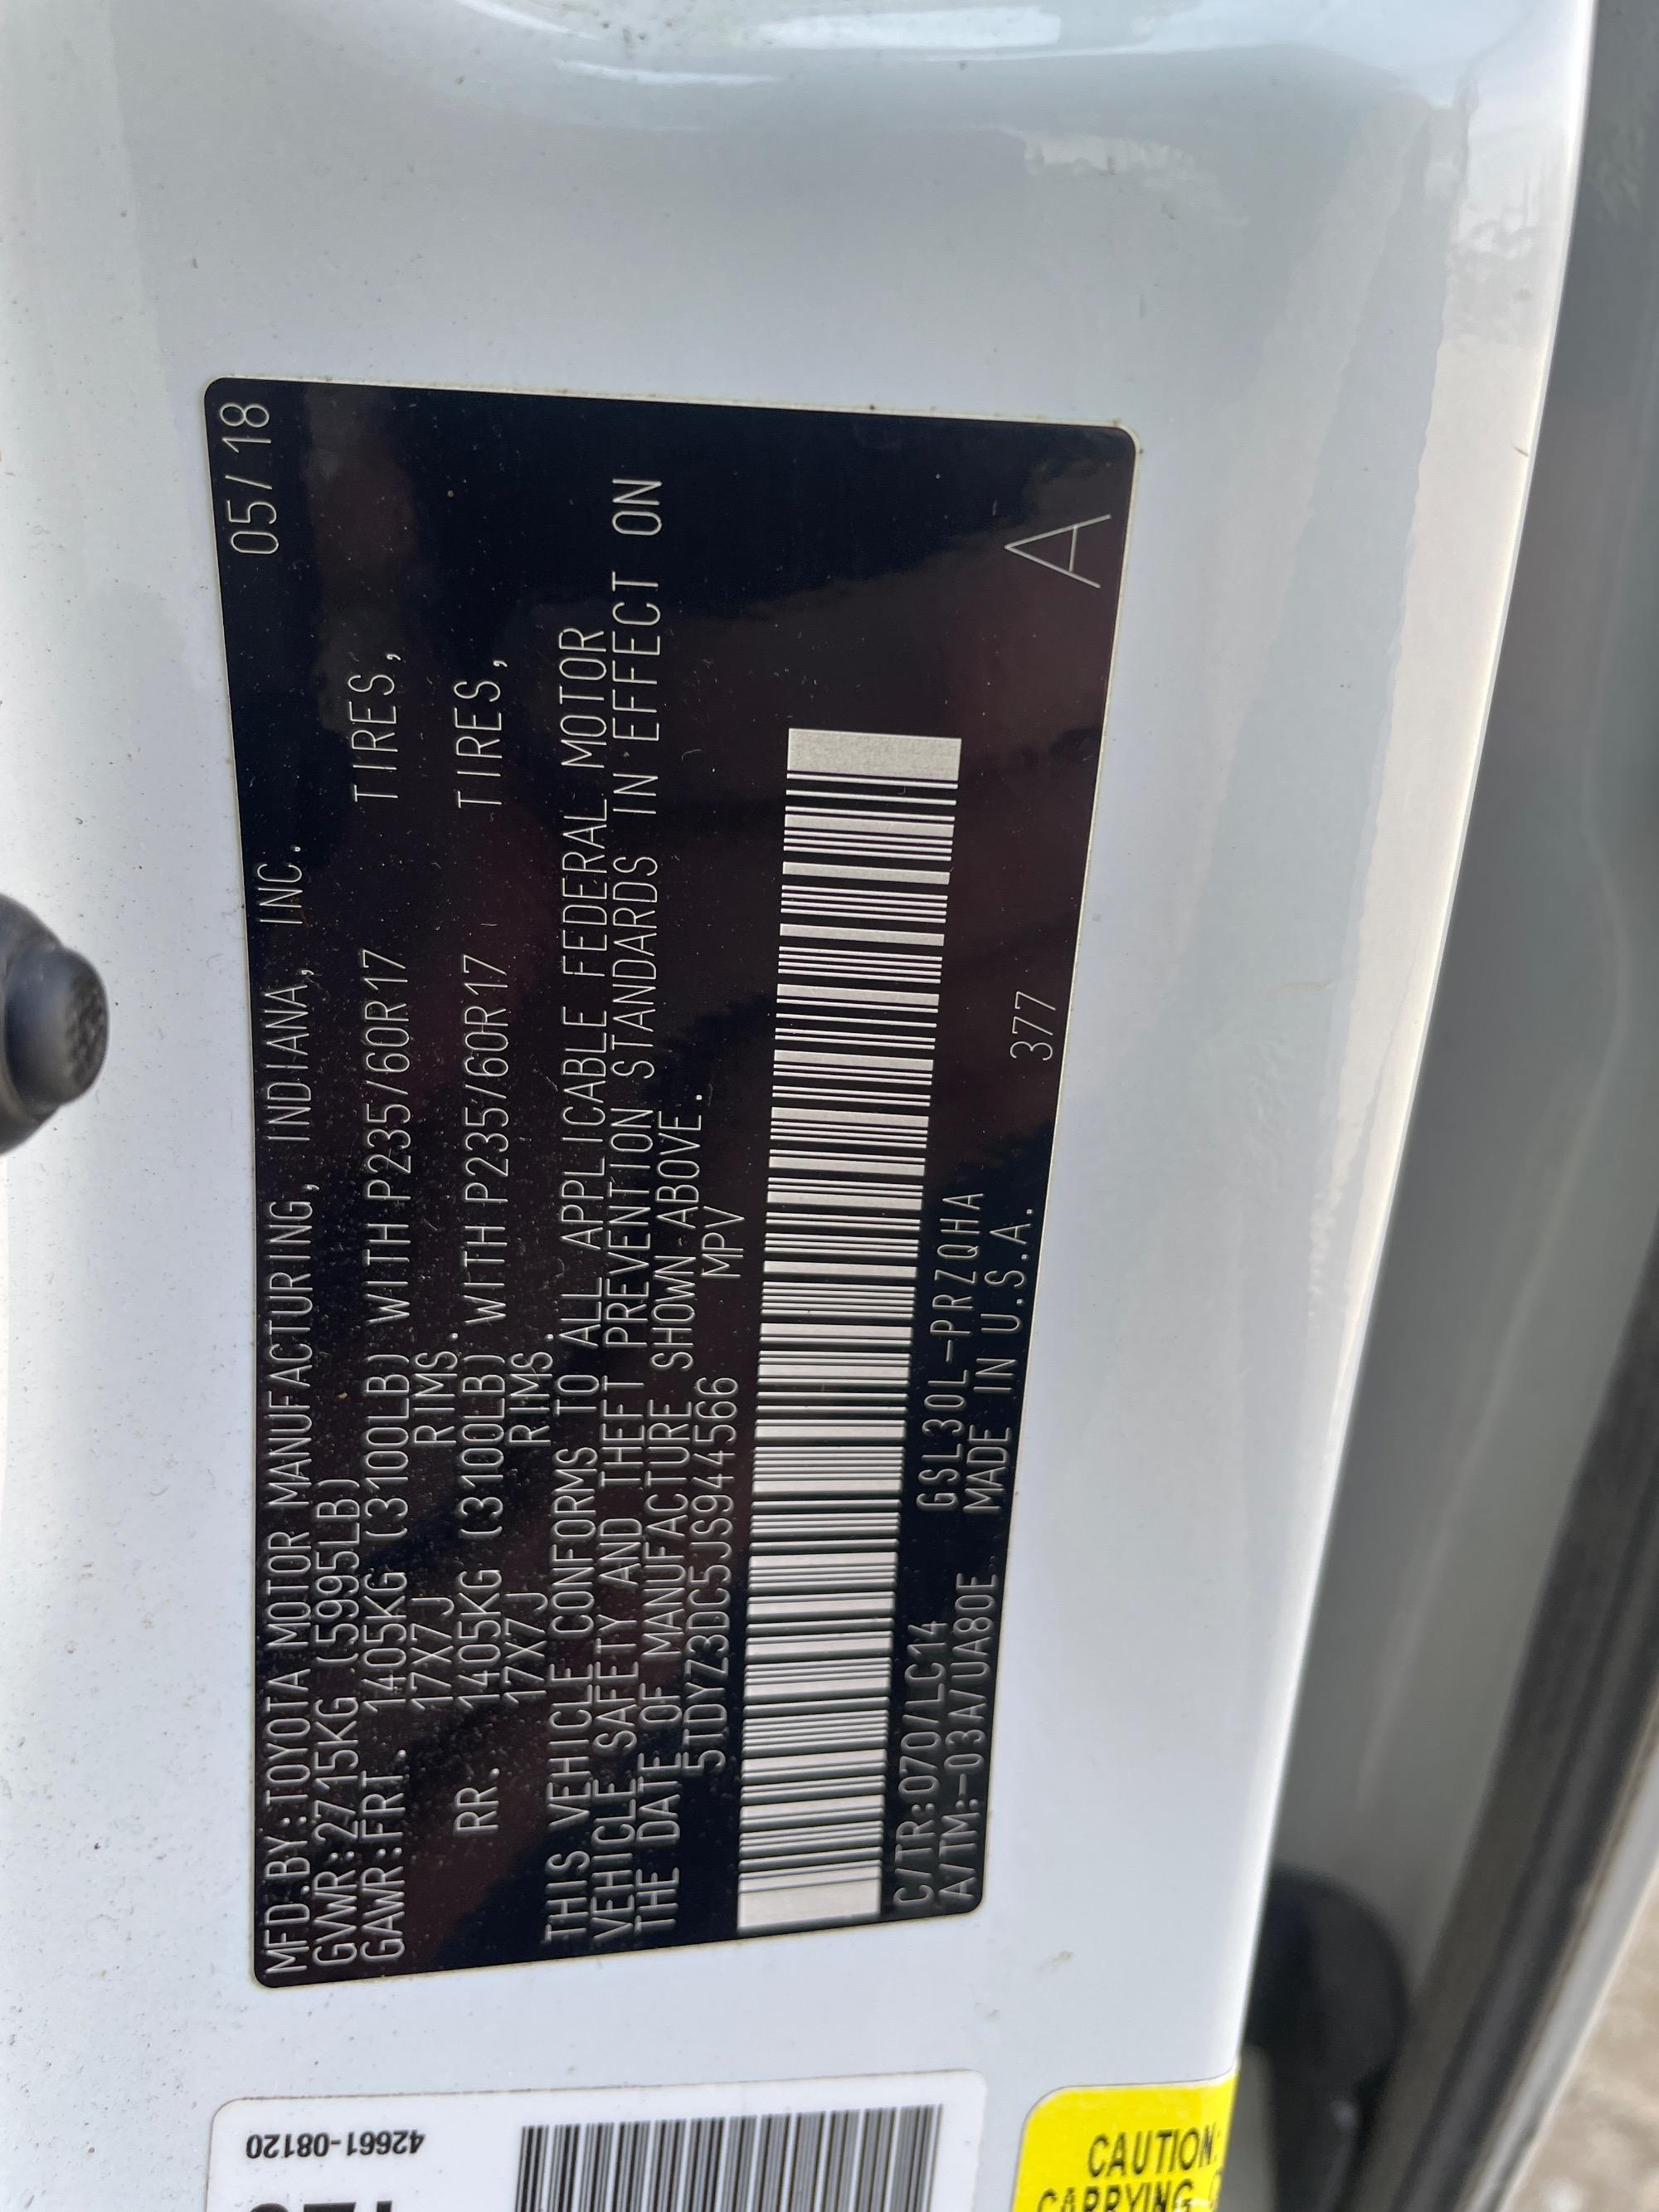 MFD.BY:TOYOTA MOTOR MANUFACTURING, INDIANA, INC. 05/18
GVWR:2715KG (5995LB)
GAWR:FRT. 1405KG (3100LB) WITH P235/60R17 TIRES,
17X7J RIMS.
RR. 1405KG (3100LB) WITH P235/60R17 TIRES,
17X7J RIMS.
THIS VEHICLE CONFORMS TO ALL APPLICABLE FEDERAL MOTOR
VEHICLE SAFETY AND THEFT PREVENTION STANDARDS IN EFFECT ON
THE DATE OF MANUFACTURE SHOWN ABOVE.
5TDYZ3DC5JS944566 MPV
C/TR:070/LC14 GSL30L-PRZQHA 377 A
A/TM:-03A/UA80E MADE IN U.S.A.
42661-08120
CAUTION:
CARRYING